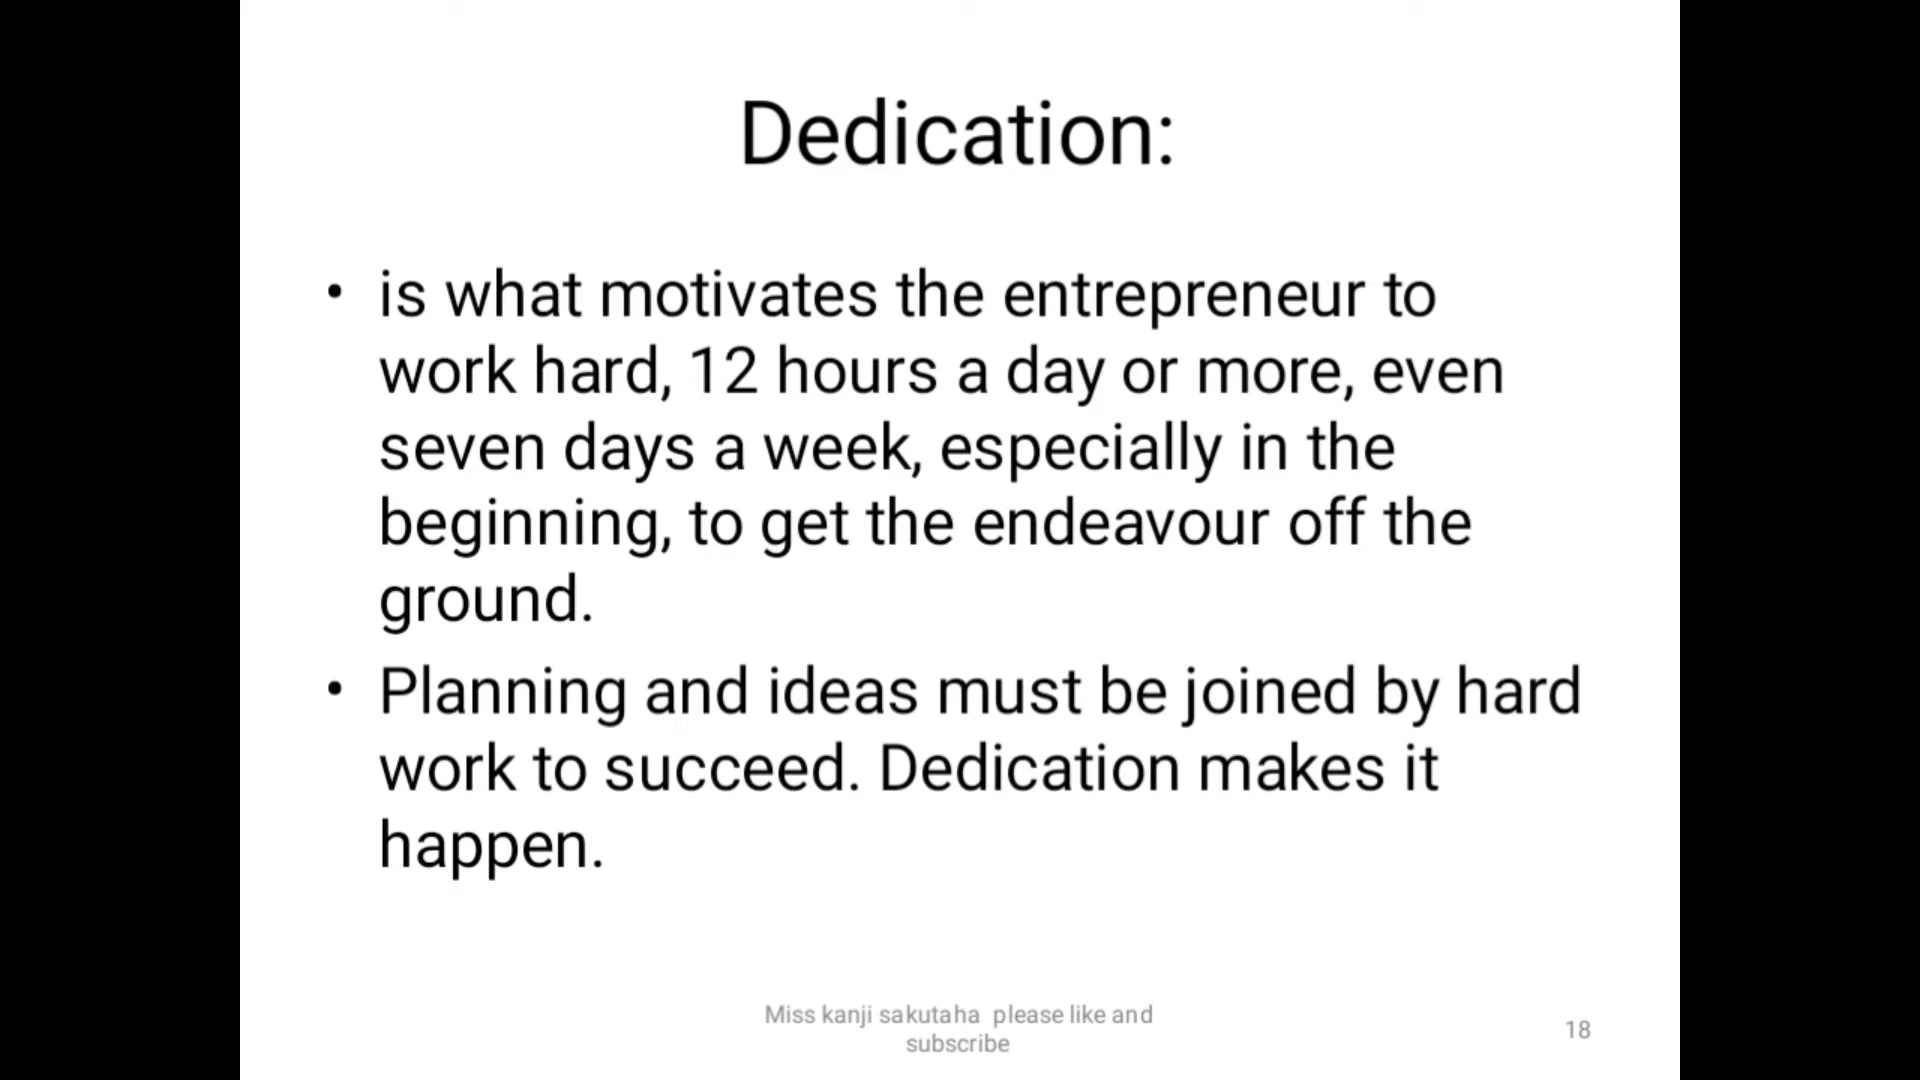 Dedication:
• is what motivates the entrepreneur to
work hard, 12 hours a day or more, even
seven days a week, especially in the
beginning, to get the endeavour off the
ground.
• Planning and ideas must be joined by hard
work to succeed. Dedication makes it
happen.
Miss kanji sakutaha please like and
subscribe
18